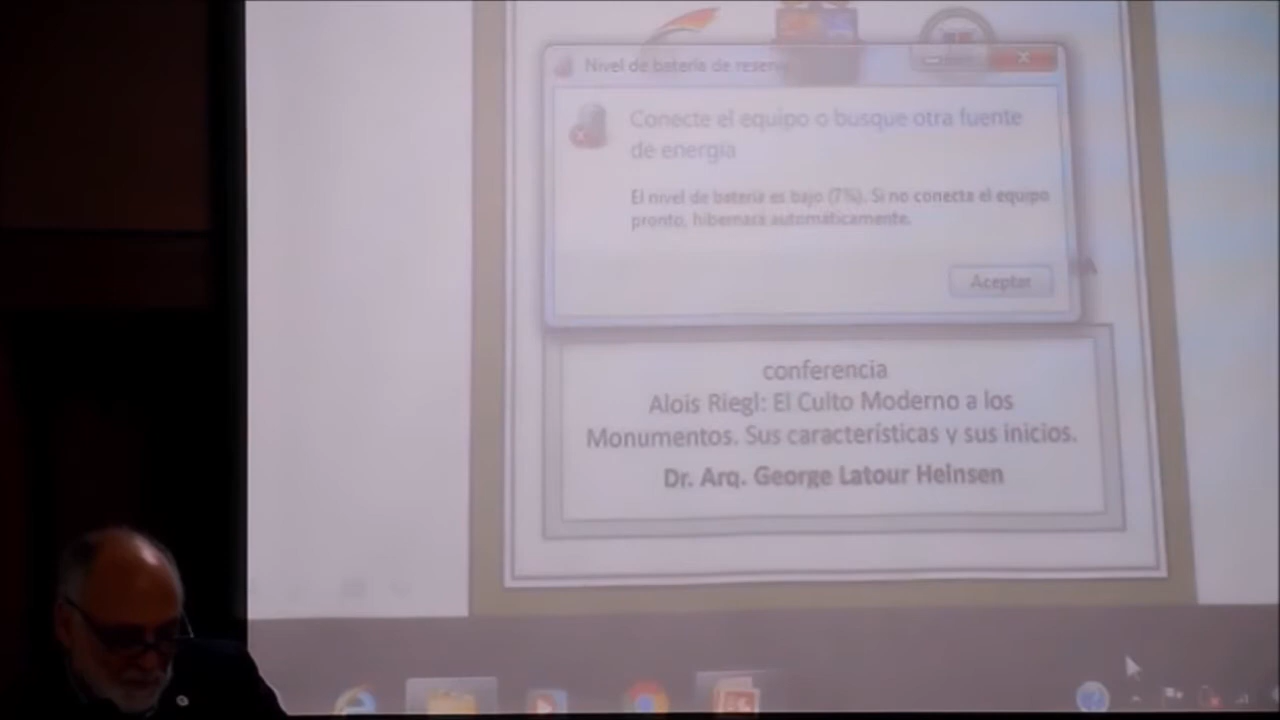 Nivel de batería de reserva
Conecte el equipo o busque otra fuente
de energía
El nivel de batería es bajo (7%). Si no conecta el equipo
pronto, hibernará automáticamente.
Aceptar
conferencia
Alois Riegl: El Culto Moderno a los
Monumentos. Sus características y sus inicios.
Dr. Arq. George Latour Heinsen